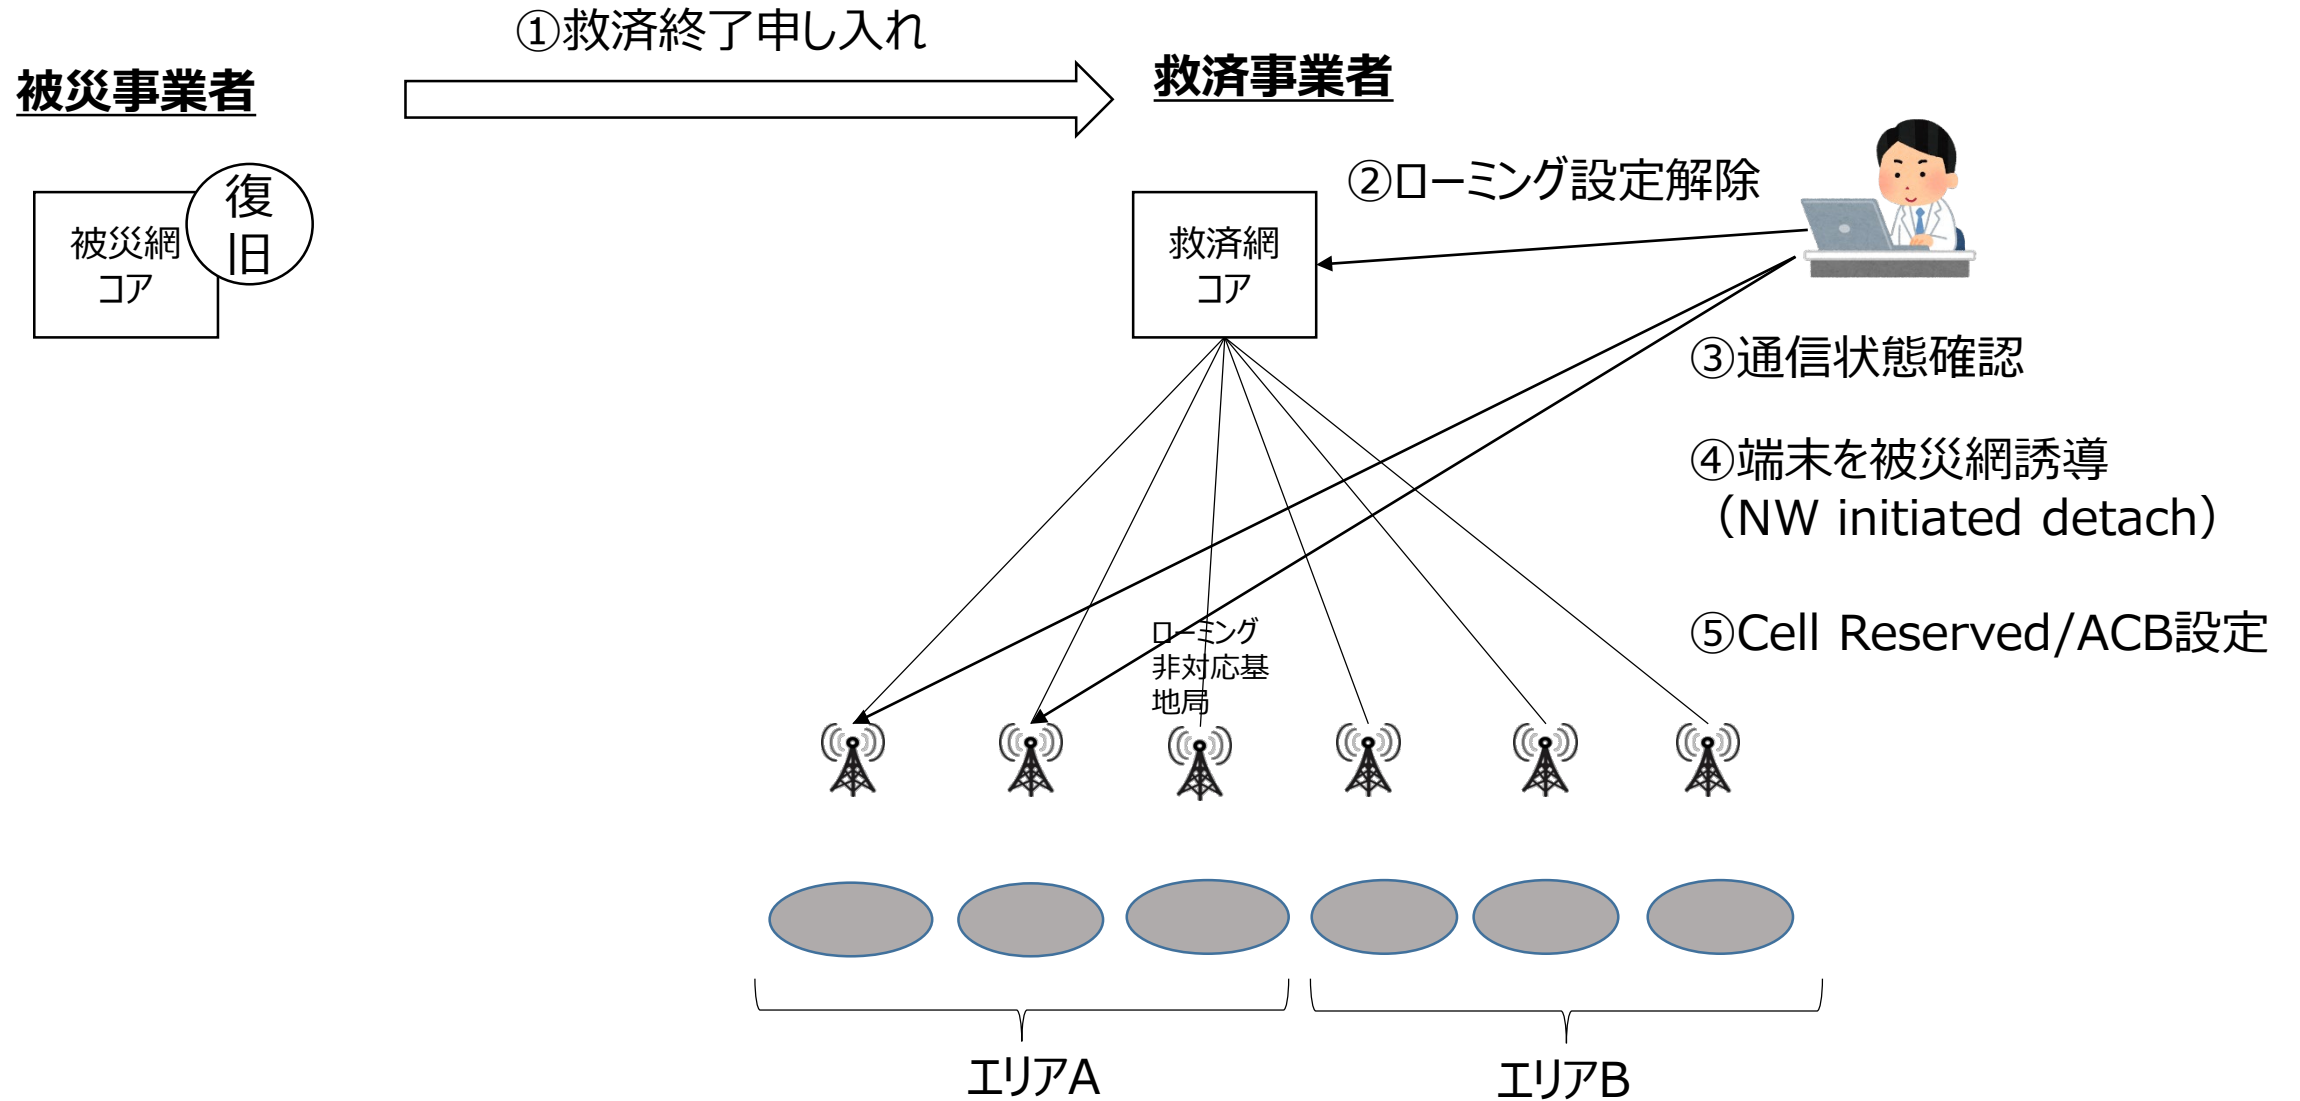 ①救済終了申し入れ
被災事業者
救済事業者
復
旧
被災網
コア
②ローミング設定解除
救済網
コア
③通信状態確認
④端末を被災網誘導
（NW initiated detach）
⑤Cell Reserved/ACB設定
ローミング
非対応基
地局
エリアA
エリアB